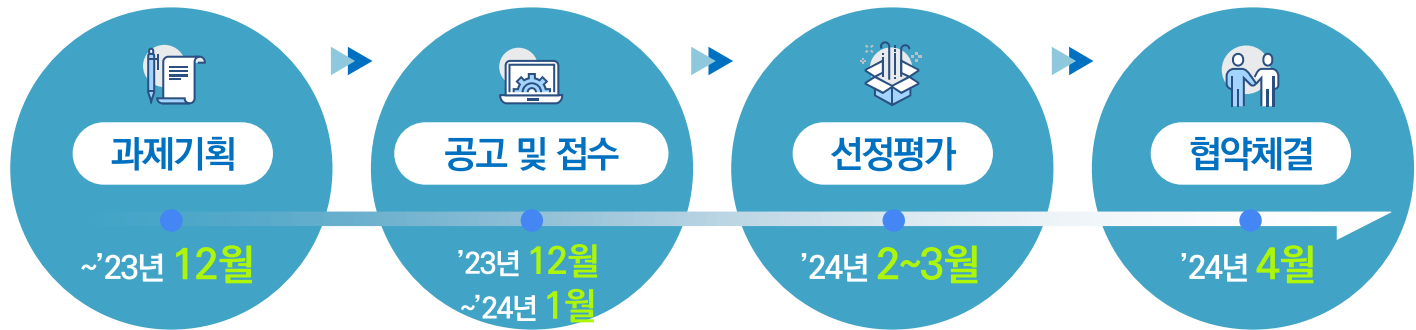 과제기획
공고 및 접수
선정평가
협약체결
~’23년 12월
’23년 12월
~’24년 1월
’24년 2~3월
’24년 4월